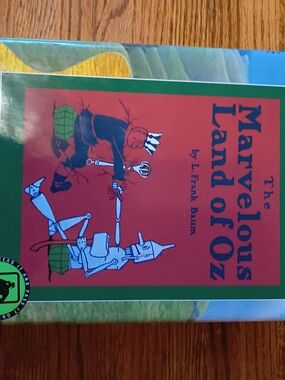 The
Marvelous
Land of Oz
by L. Frank Baum